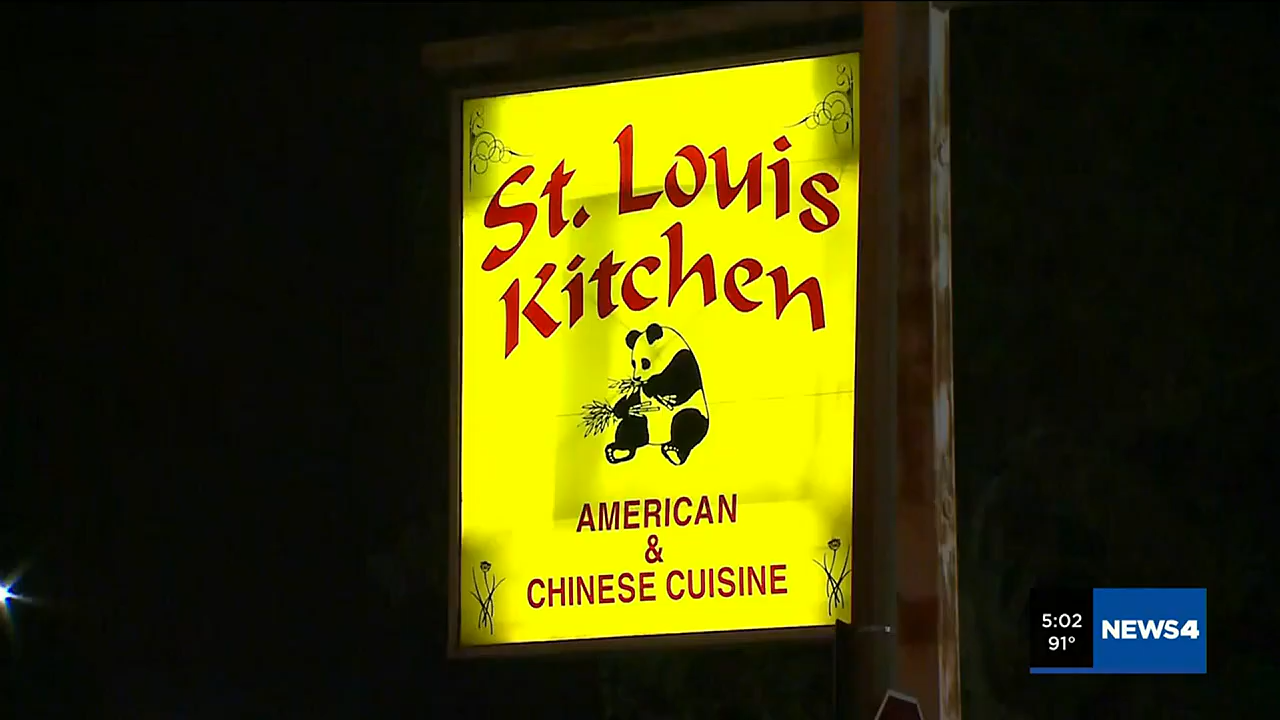 St. Louis
Kitchen
AMERICAN
&
CHINESE CUISINE
5:02
91°
NEWS4